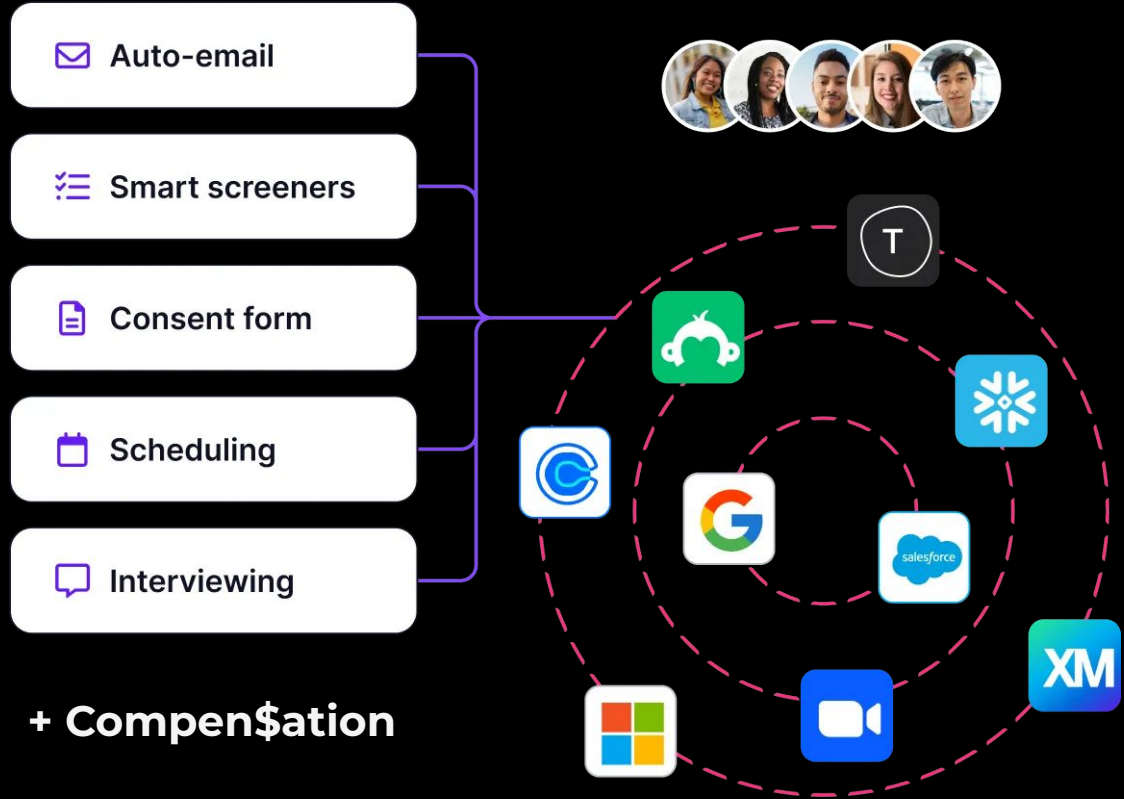 Auto-email
Smart screeners
Consent form
Scheduling
Interviewing
+ Compen$ation
T
salesforce
XM